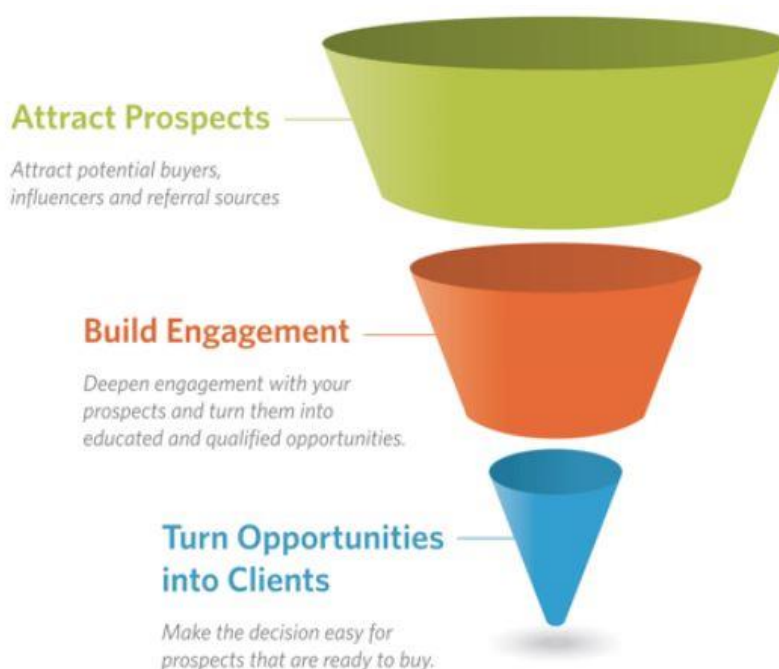 Attract Prospects
Attract potential buyers,
influencers and referral sources
Build Engagement
Deepen engagement with your
prospects and turn them into
educated and qualified opportunities.
Turn Opportunities
into Clients
Make the decision easy for
prospects that are ready to buy.